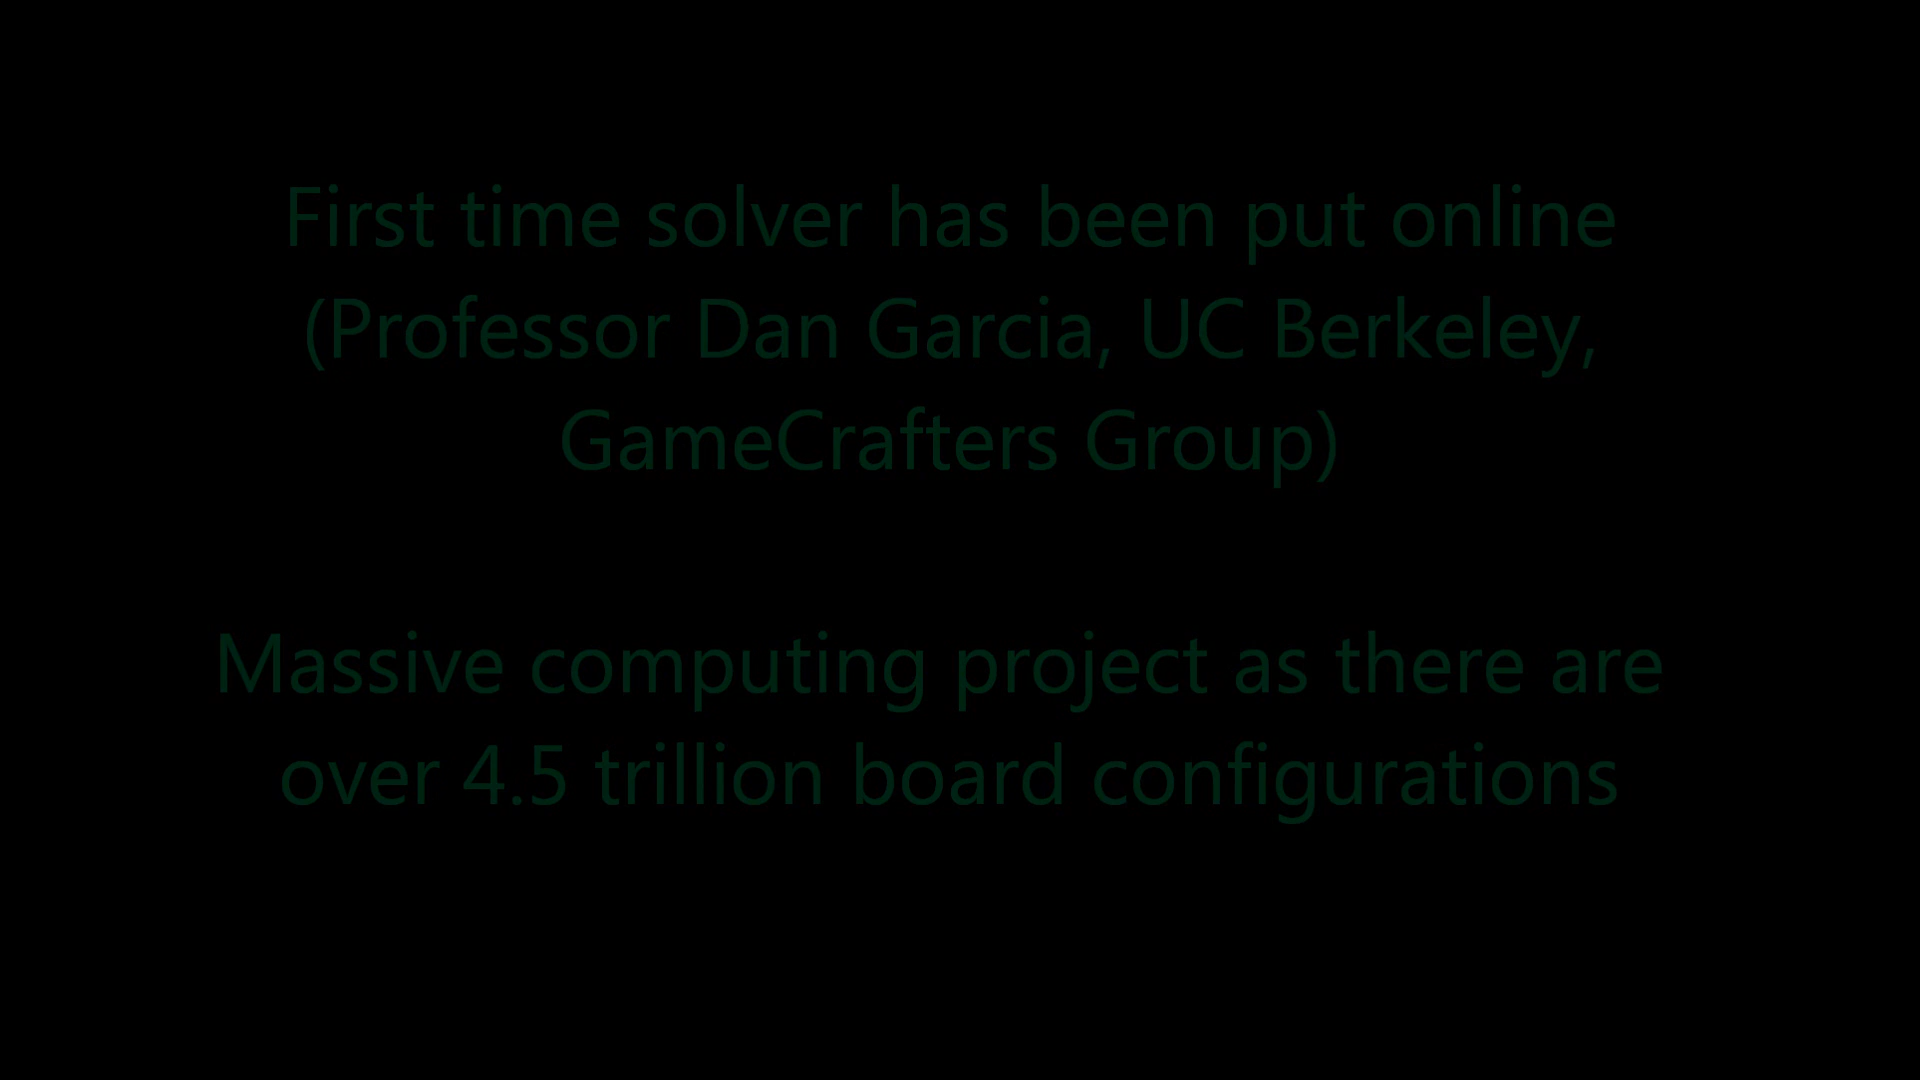 First time solver has been put online
(Professor Dan Garcia, UC Berkeley,
GameCrafters Group)
Massive computing project as there are
over 4.5 trillion board configurations